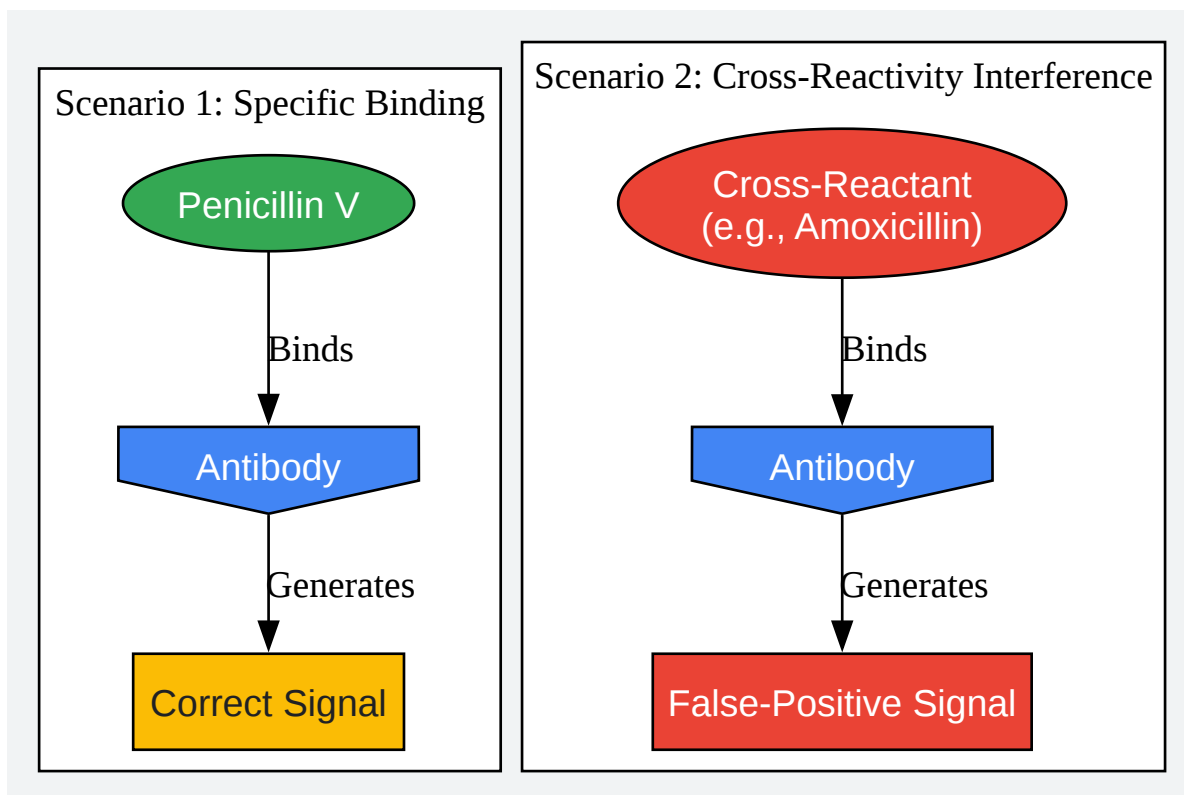 Scenario 1: Specific Binding
Penicillin V
Binds
Antibody
Generates
Correct Signal
Scenario 2: Cross-Reactivity Interference
Cross-Reactant
(e.g., Amoxicillin)
Binds
Antibody
Generates
False-Positive Signal